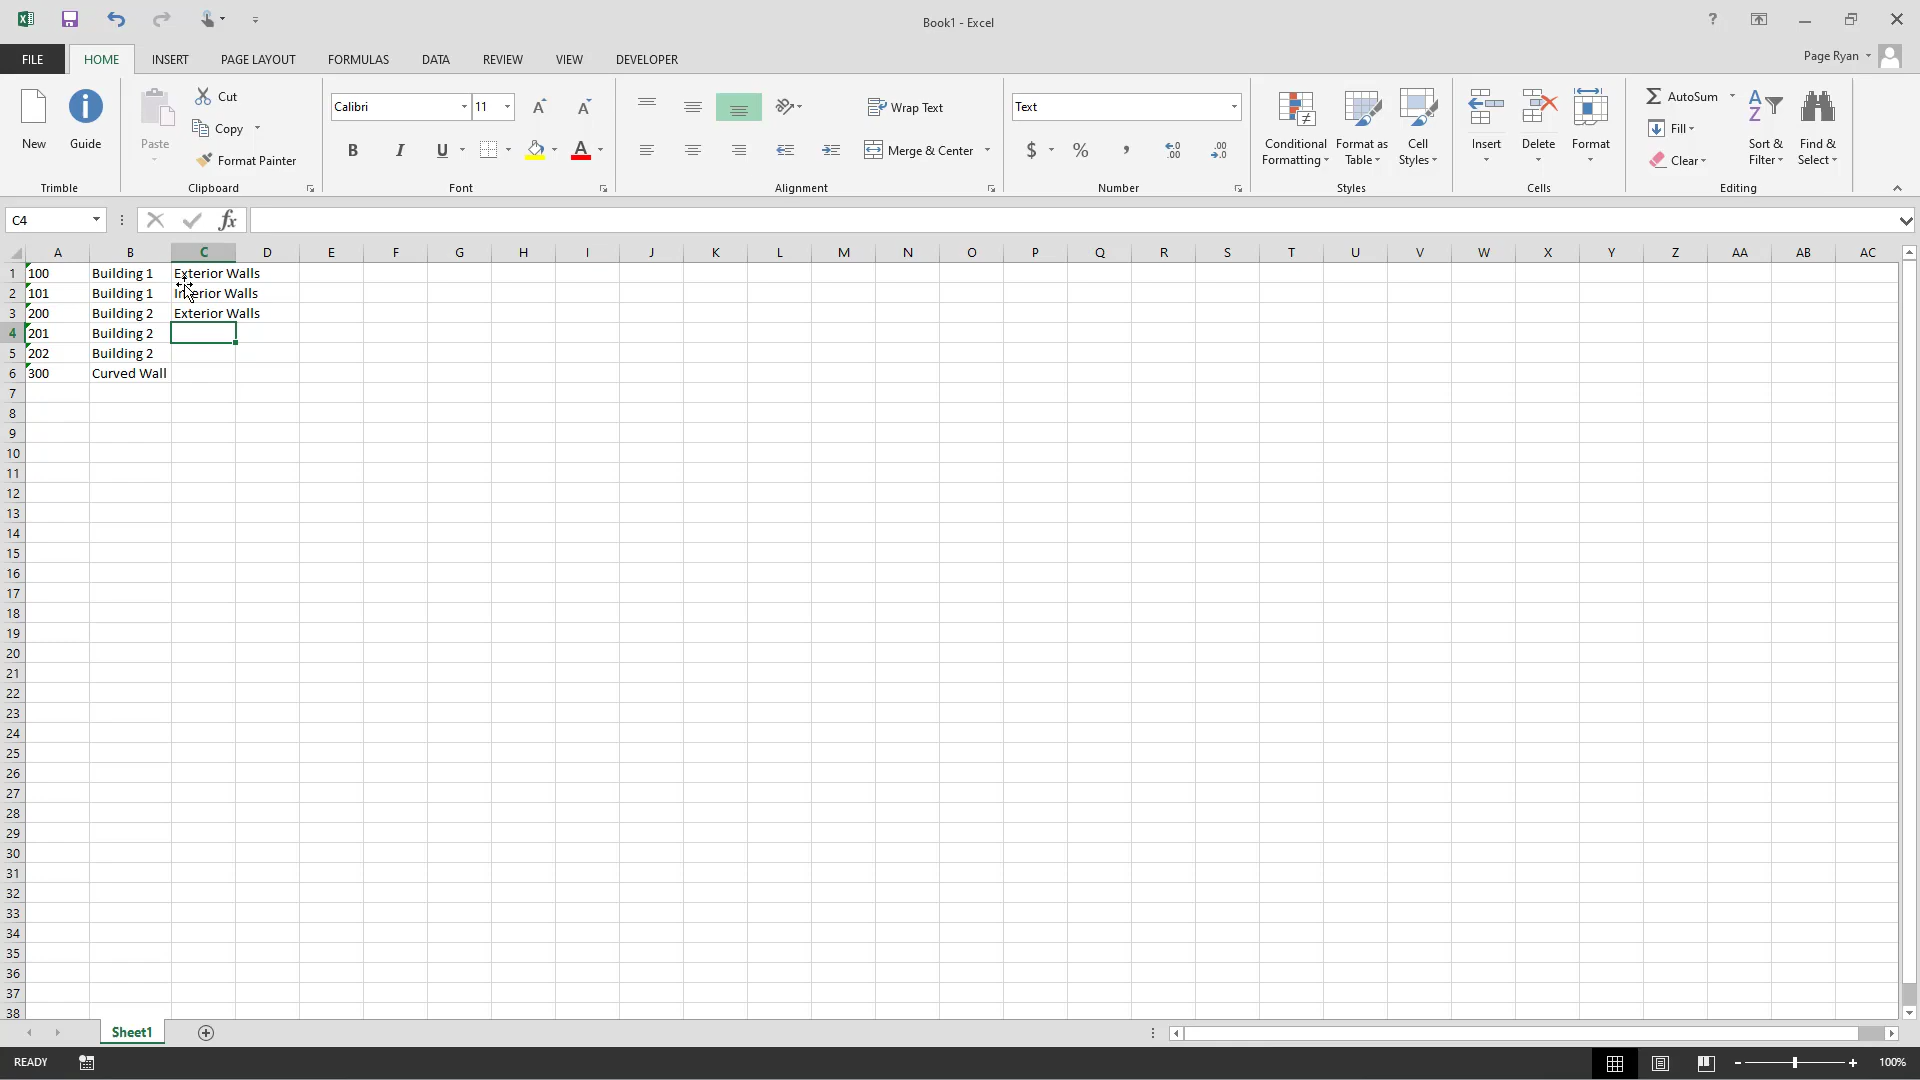 Book1 - Excel
?
FILE HOME INSERT PAGE LAYOUT FORMULAS DATA REVIEW VIEW DEVELOPER
Page Ryan
New Guide
Trimble
Paste Cut
Copy
Format Painter
Clipboard
Calibri 11 A A
B I U A
Font
Wrap Text
Merge & Center
Alignment
Text
$ % , .0 .00 .00 .0
Number
Conditional Formatting
Format as Table
Cell Styles
Styles
Insert Delete Format
Cells
AutoSum
Fill
Clear
Sort & Filter
Find & Select
Editing
C4 fx
A B C D E F G H I J K L M N O P Q R S T U V W X Y Z AA AB AC
1 100 Building 1 Exterior Walls
2 101 Building 1 Interior Walls
3 200 Building 2 Exterior Walls
4 201 Building 2
5 202 Building 2
6 300 Curved Wall
7
8
9
10
11
12
13
14
15
16
17
18
19
20
21
22
23
24
25
26
27
28
29
30
31
32
33
34
35
36
37
38
Sheet1
READY 100%